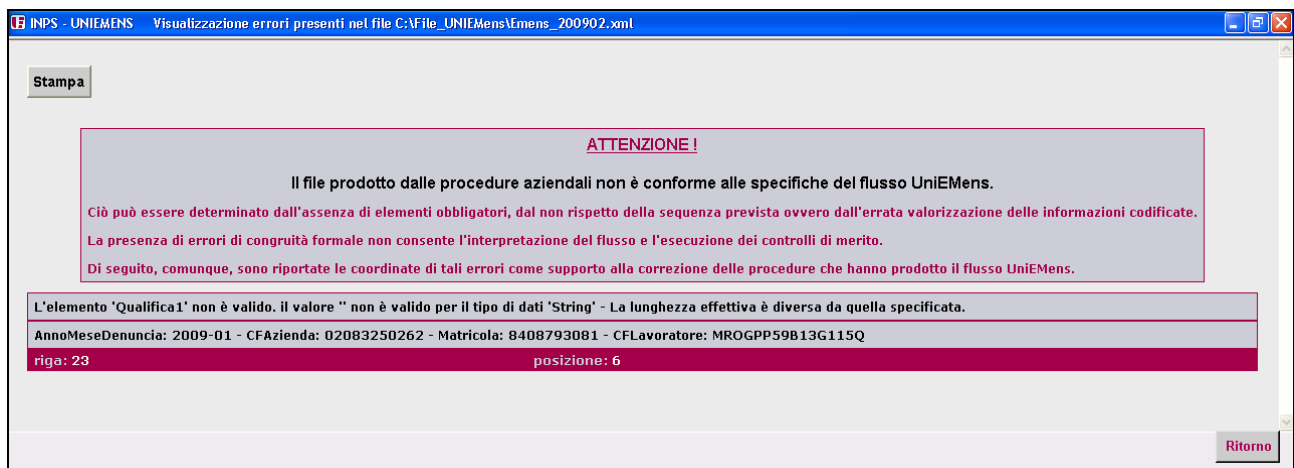 INPS - UNIEMENS Visualizzazione errori presenti nel file C:\File_UNIEMens\Emens_200902.xml
Stampa
ATTENZIONE !
Il file prodotto dalle procedure aziendali non è conforme alle specifiche del flusso UniEMens.
Ciò può essere determinato dall'assenza di elementi obbligatori, dal non rispetto della sequenza prevista ovvero dall'errata valorizzazione delle informazioni codificate.
La presenza di errori di congruità formale non consente l'interpretazione del flusso e l'esecuzione dei controlli di merito.
Di seguito, comunque, sono riportate le coordinate di tali errori come supporto alla correzione delle procedure che hanno prodotto il flusso UniEMens.
L'elemento 'Qualifica1' non è valido. il valore '' non è valido per il tipo di dati 'String' - La lunghezza effettiva è diversa da quella specificata.
AnnoMeseDenuncia: 2009-01 - CFAzienda: 02083250262 - Matricola: 8408793081 - CFLavoratore: MROGPP59B13G115Q
riga: 23 posizione: 6
Ritorno